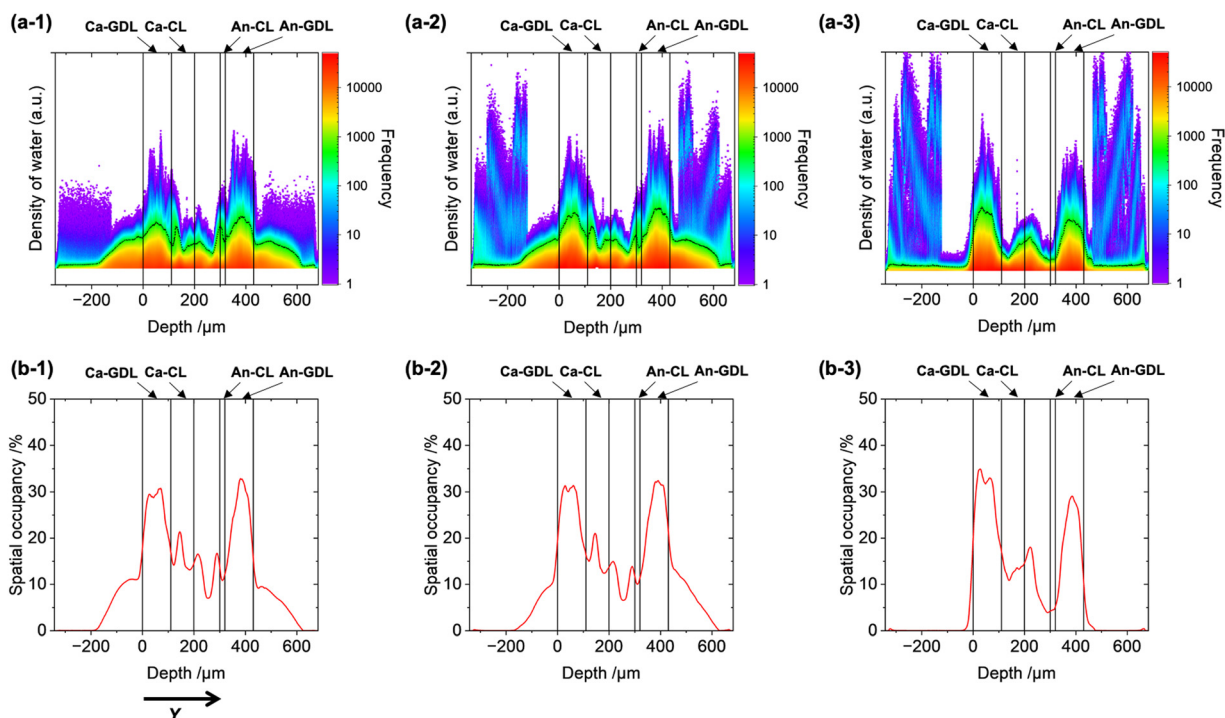 (a-1)
Ca-GDL Ca-CL An-CL An-GDL
Density of water (a.u.)
10000
1000
100
10
1
Frequency
−200 0 200 400 600
Depth /µm
(a-2)
Ca-GDL Ca-CL An-CL An-GDL
Density of water (a.u.)
10000
1000
100
10
1
Frequency
−200 0 200 400 600
Depth /µm
(a-3)
Ca-GDL Ca-CL An-CL An-GDL
Density of water (a.u.)
10000
1000
100
10
1
Frequency
−200 0 200 400 600
Depth /µm
(b-1)
Ca-GDL Ca-CL An-CL An-GDL
Spatial occupancy /%
50
40
30
20
10
0
−200 0 200 400 600
Depth /µm
Y
(b-2)
Ca-GDL Ca-CL An-CL An-GDL
Spatial occupancy /%
50
40
30
20
10
0
−200 0 200 400 600
Depth /µm
(b-3)
Ca-GDL Ca-CL An-CL An-GDL
Spatial occupancy /%
50
40
30
20
10
0
−200 0 200 400 600
Depth /µm